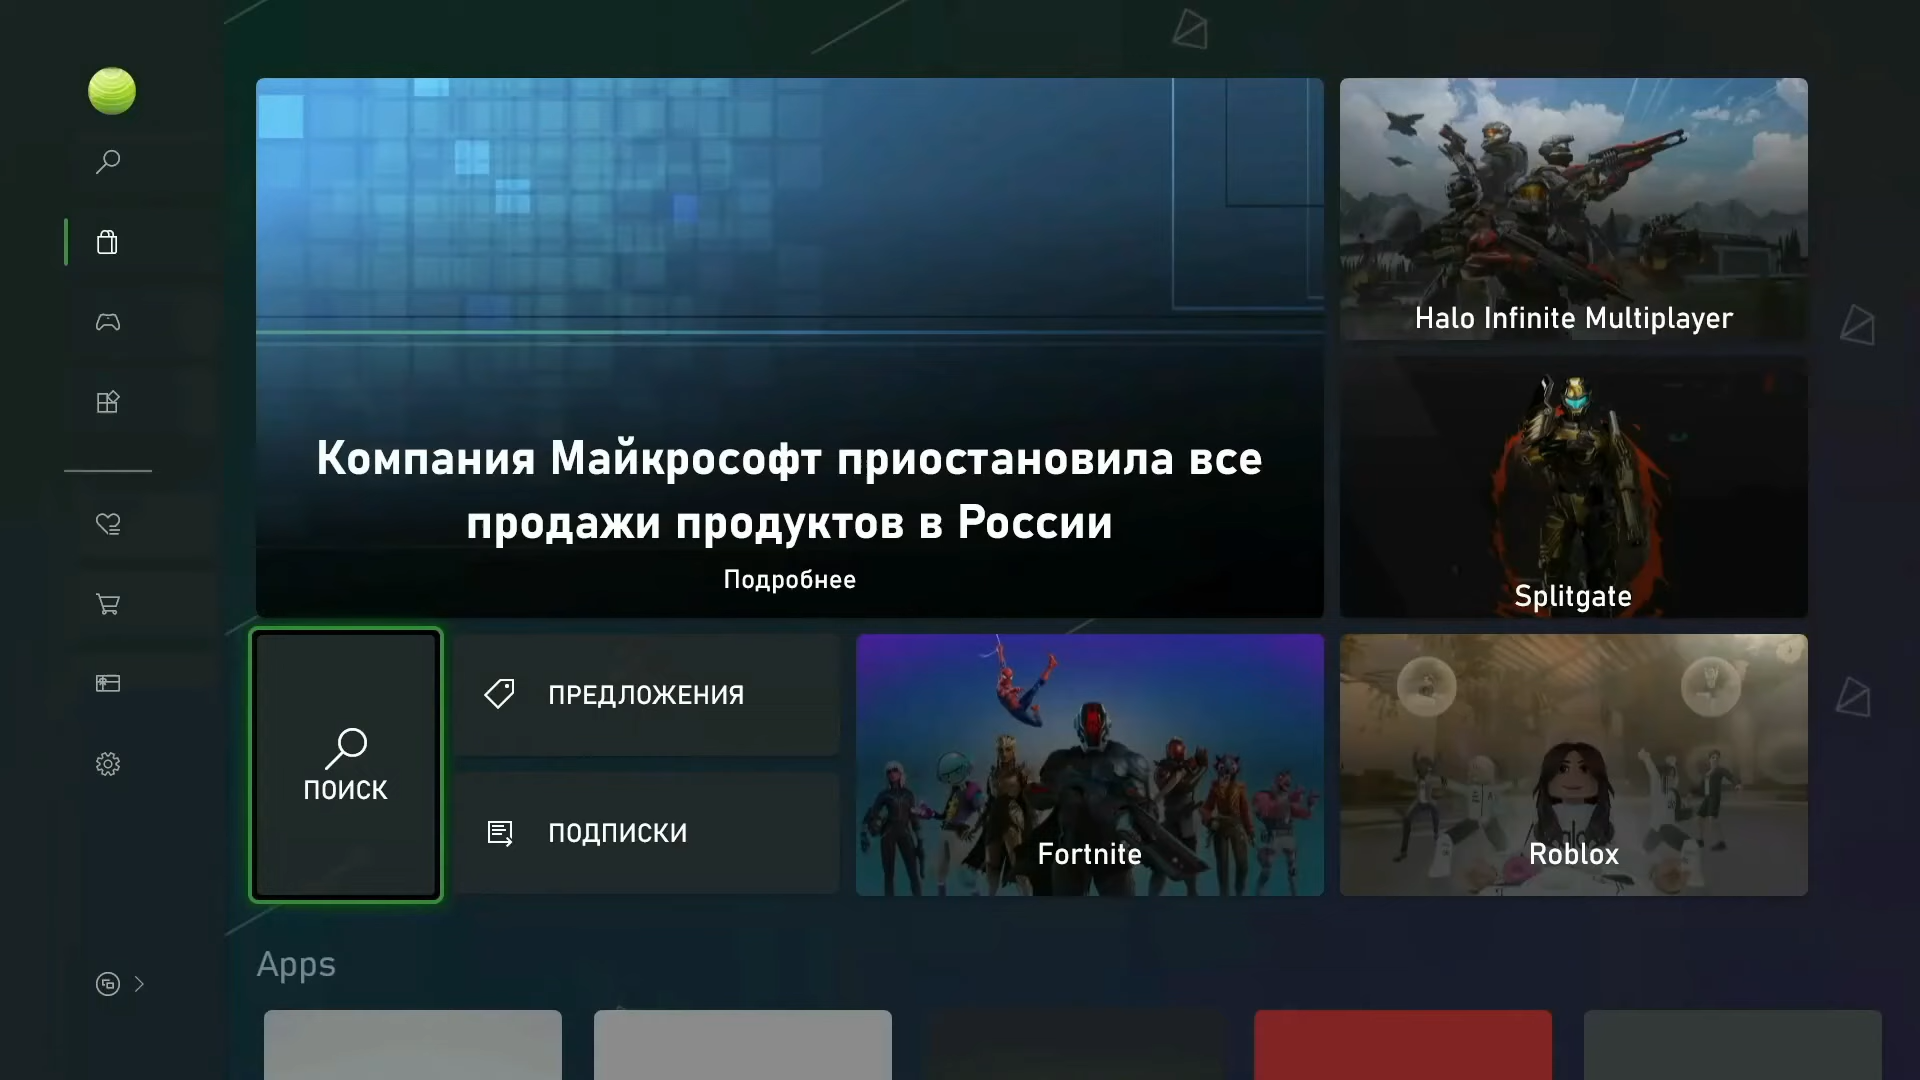 Компания Майкрософт приостановила все
продажи продуктов в России
Подробнее
Halo Infinite Multiplayer
Splitgate
ПОИСК
ПРЕДЛОЖЕНИЯ
ПОДПИСКИ
Fortnite
Roblox
Apps